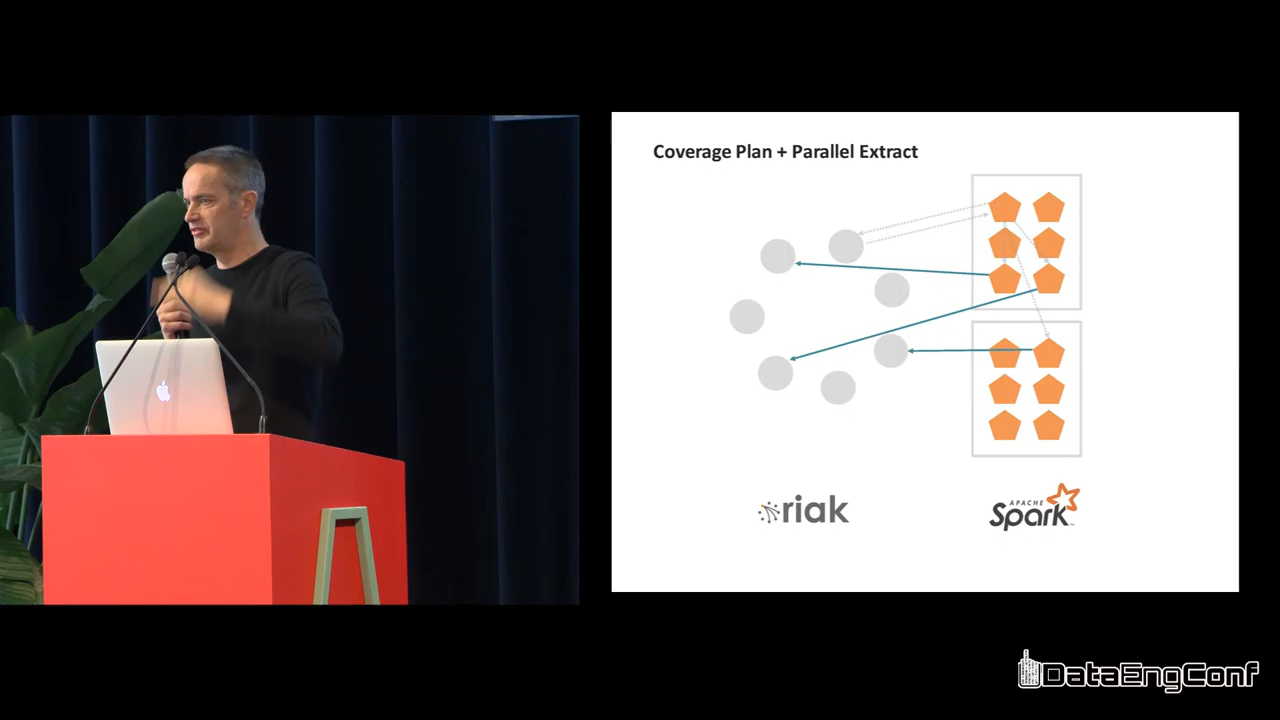 Coverage Plan + Parallel Extract
riak
APACHE
Spark
DataEngConf